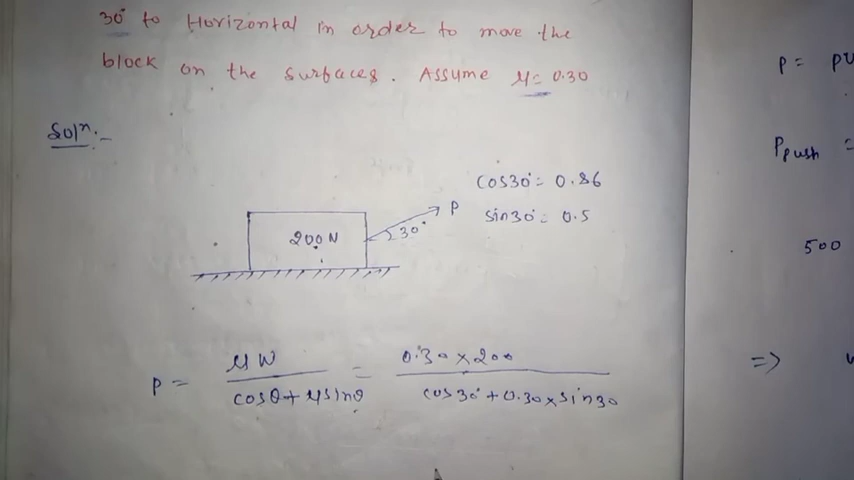 30° to Horizontal in order to move the
block on the surfaces. Assume μ= 0.30
Solⁿ.-
cos30°= 0.86
sin30°= 0.5
P
30°
200N
P = μW / cosθ + μsinθ = 0.30 × 200 / cos30° + 0.30 × sin30
P =
Ppush =
500
=>